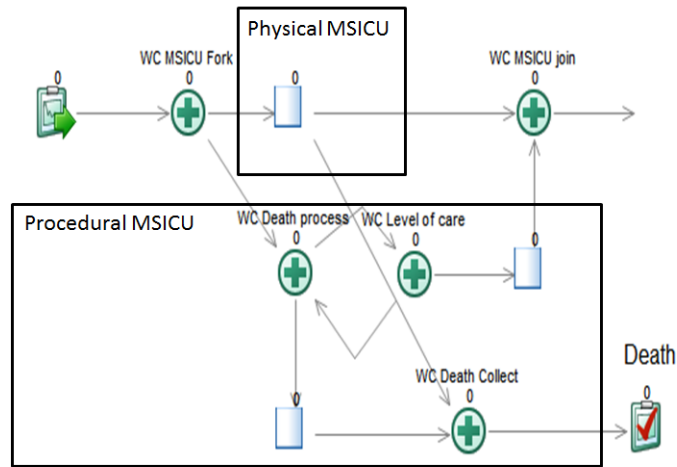 Physical MSICU
0
WC MSICU Fork
0
0
WC MSICU join
0
Procedural MSICU
WC Death process
0
WC Level of care
0
0
Death
WC Death Collect
0
0
0